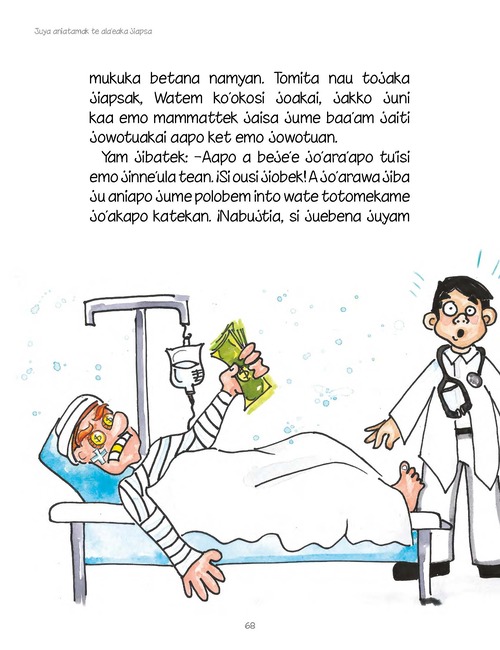 Juya aniatamak te ala'eaka Jiapsa
mukuka betana namyan. Tomita nau tojaka
jiapsak, Watem ko'okosi joakai, jakko juni
kaa emo mammattek jaisa jume baa'am jaiti
jowotuakai aapo ket emo jowotuan.
Yam jibatek: -Aapo a beje'e jo'ara'apo tu'isi
emo jinne'ula tean. ¡Si ousi jiobek! A jo'arawa jiba
ju aniapo jume polobem into wate totomekame
jo'akapo katekan. ¡Nabujtia, si juebena juyam
68